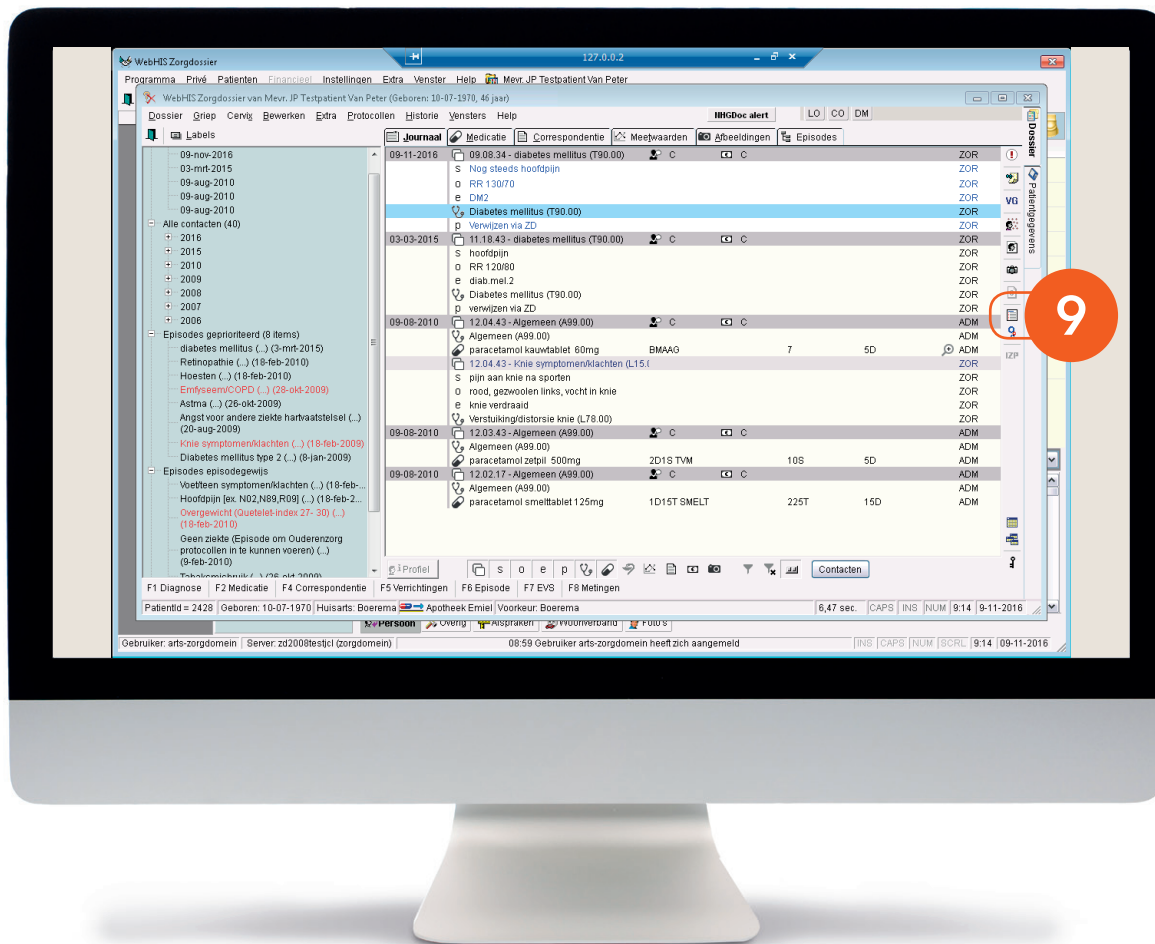 WebHIS Zorgdossier 127.0.0.2
Programma Privé Patienten Financieel Instellingen Extra Venster Help Mevr. JP Testpatient Van Peter
WebHIS Zorgdossier van Mevr. JP Testpatient Van Peter (Geboren: 10-07-1970, 46 jaar)
Dossier Griep Cervix Bewerken Extra Protocollen Historie Vensters Help NHGDoc alert LO CO DM
Labels
Journaal Medicatie Correspondentie Meetwaarden Afbeeldingen Episodes
Dossier
Patientgegevens
09-nov-2016
03-mrt-2015
09-aug-2010
09-aug-2010
09-aug-2010
Alle contacten (40)
2016
2015
2010
2009
2008
2007
2006
Episodes geprioriteerd (8 items)
diabetes mellitus (...) (3-mrt-2015)
Retinopathie (...) (18-feb-2010)
Hoesten (...) (18-feb-2010)
Emfyseem/COPD (...) (28-okt-2009)
Astma (...) (26-okt-2009)
Angst voor andere ziekte hartvaatstelsel (...)
(20-aug-2009)
Knie symptomen/klachten (...) (18-feb-2009)
Diabetes mellitus type 2 (...) (8-jan-2009)
Episodes episodegewijs
Voet/teen symptomen/klachten (...) (18-feb-...
Hoofdpijn [ex. N02,N89,R09] (...) (18-feb-2...
Overgewicht (Quetelet-index 27- 30) (...)
(18-feb-2010)
Geen ziekte (Episode om Ouderenzorg
protocollen in te kunnen voeren) (...)
(9-feb-2010)
09-11-2016 09.08.34 - diabetes mellitus (T90.00) C C ZOR
S Nog steeds hoofdpijn ZOR
o RR 130/70 ZOR
e DM2 ZOR
Diabetes mellitus (T90.00) ZOR
p Verwijzen via ZD ZOR
03-03-2015 11.18.43 - diabetes mellitus (T90.00) C C ZOR
S hoofdpijn ZOR
o RR 120/80 ZOR
e diab.mel.2 ZOR
Diabetes mellitus (T90.00) ZOR
p verwijzen via ZD ZOR
09-08-2010 12.04.43 - Algemeen (A99.00) C C ADM
Algemeen (A99.00) ADM
paracetamol kauwtablet 60mg BMAAG 7 5D ADM
12.04.43 - Knie symptomen/klachten (L15.( ZOR
S pijn aan knie na sporten ZOR
o rood, gezwoolen links, vocht in knie ZOR
e knie verdraaid ZOR
Verstuiking/distorsie knie (L78.00) ZOR
09-08-2010 12.03.43 - Algemeen (A99.00) C C ADM
Algemeen (A99.00) ADM
paracetamol zetpil 500mg 2D1S TVM 10S 5D ADM
09-08-2010 12.02.17 - Algemeen (A99.00) C C ADM
Algemeen (A99.00) ADM
paracetamol smelttablet 125mg 1D15T SMELT 225T 15D ADM
VG
IZP
9
Profiel S o e p Contacten
F1 Diagnose F2 Medicatie F4 Correspondentie F5 Verrichtingen F6 Episode F7 EVS F8 Metingen
PatientId = 2428 Geboren: 10-07-1970 Huisarts: Boerema Apotheek Emiel Voorkeur: Boerema 6,47 sec. CAPS INS NUM 9:14 9-11-2016
Persoon Overig Afspraken Woonverband Foto's
Gebruiker: arts-zorgdomein Server: zd2008testjcl (zorgdomein) 08:59 Gebruiker arts-zorgdomein heeft zich aangemeld INS CAPS NUM SCRL 9:14 09-11-2016